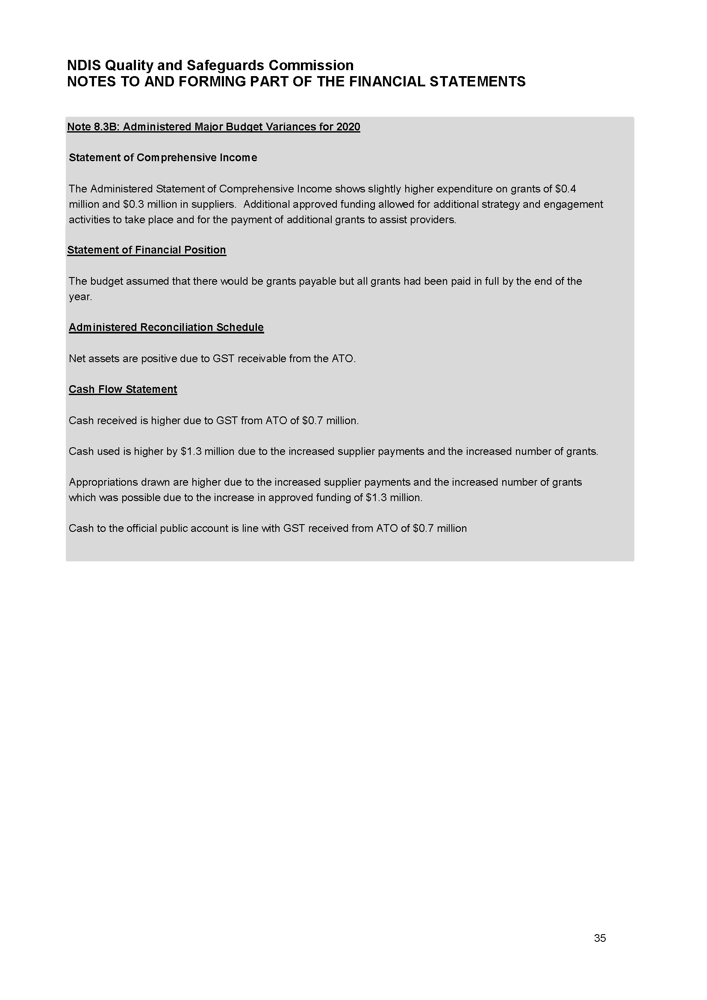 NDIS Quality and Safeguards Commission
NOTES TO AND FORMING PART OF THE FINANCIAL STATEMENTS
Note 8.3B: Administered Major Budget Variances for 2020
Statement of Comprehensive Income
The Administered Statement of Comprehensive Income shows slightly higher expenditure on grants of $0.4
million and $0.3 million in suppliers.  Additional approved funding allowed for additional strategy and engagement
activities to take place and for the payment of additional grants to assist providers.
Statement of Financial Position
The budget assumed that there would be grants payable but all grants had been paid in full by the end of the
year.
Administered Reconciliation Schedule
Net assets are positive due to GST receivable from the ATO.
Cash Flow Statement
Cash received is higher due to GST from ATO of $0.7 million.
Cash used is higher by $1.3 million due to the increased supplier payments and the increased number of grants.
Appropriations drawn are higher due to the increased supplier payments and the increased number of grants
which was possible due to the increase in approved funding of $1.3 million.
Cash to the official public account is line with GST received from ATO of $0.7 million
35